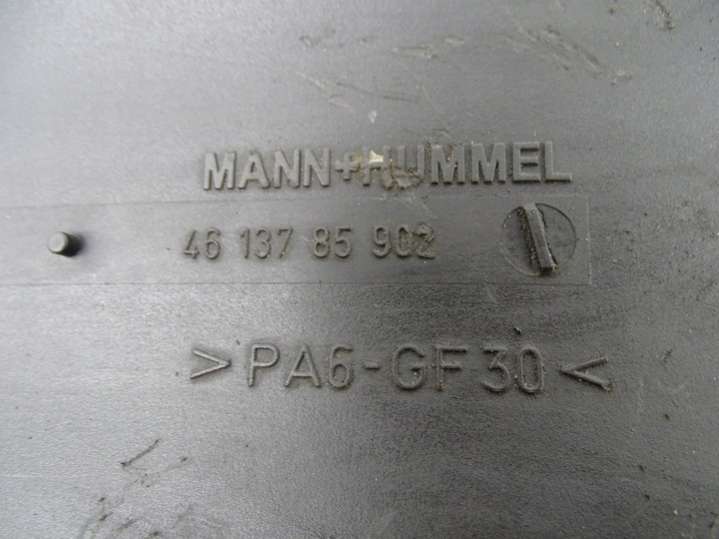 MANN+HUMMEL
46 137 85 902
>PA6-GF30<